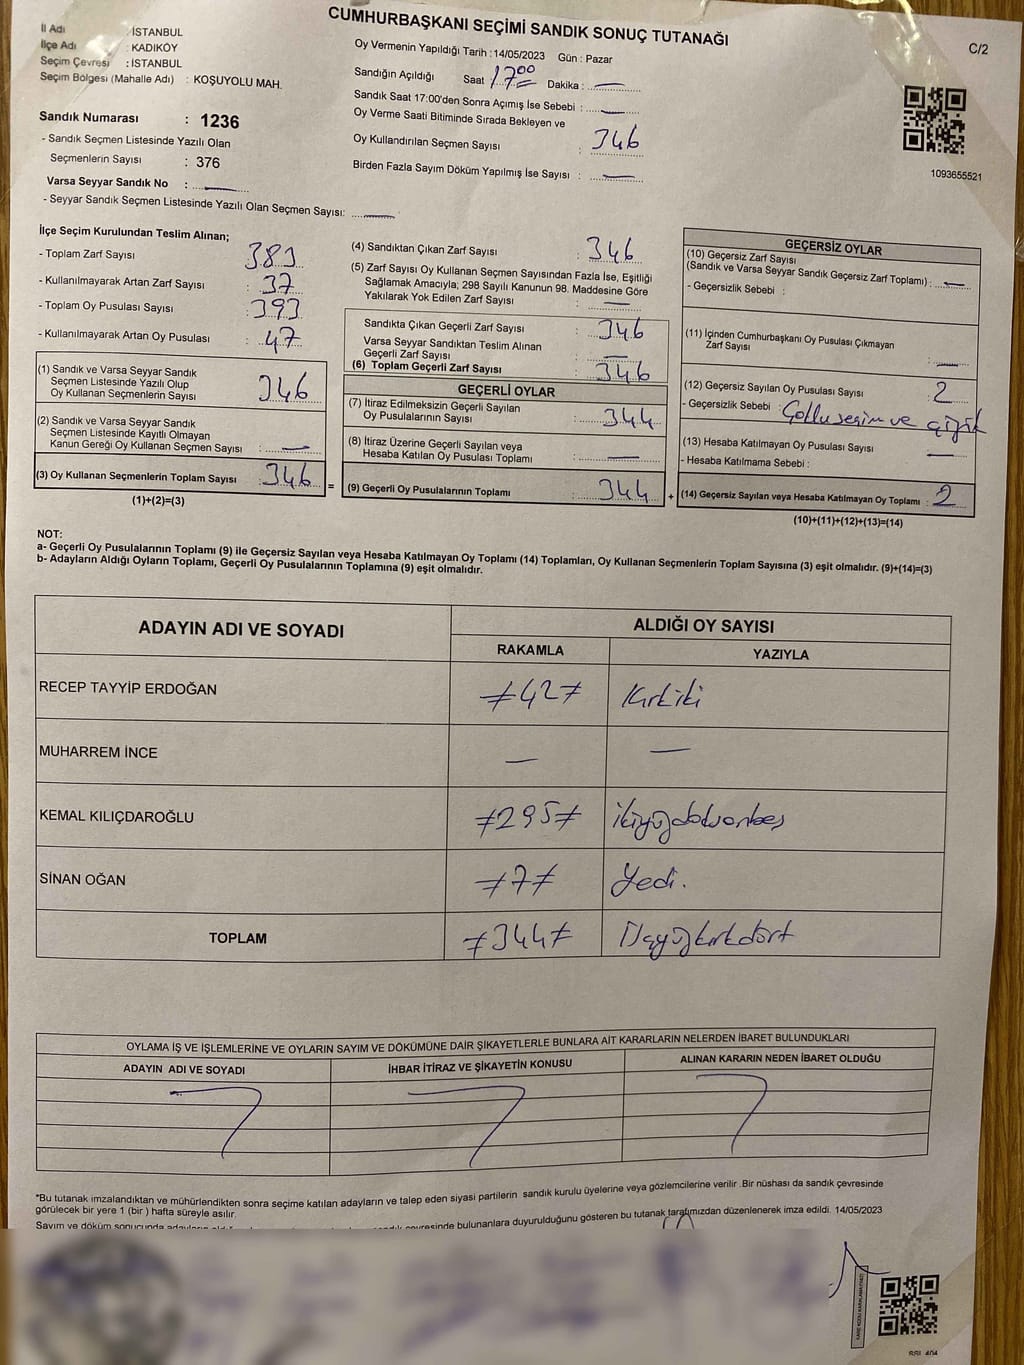 CUMHURBAŞKANI SEÇİMİ SANDIK SONUÇ TUTANAĞI
C/2
İl Adı : İSTANBUL
İlçe Adı : KADIKÖY
Seçim Çevresi : İSTANBUL
Seçim Bölgesi (Mahalle Adı) : KOŞUYOLU MAH.
Sandık Numarası : 1236
- Sandık Seçmen Listesinde Yazılı Olan
Seçmenlerin Sayısı : 376
Varsa Seyyar Sandık No : —
- Seyyar Sandık Seçmen Listesinde Yazılı Olan Seçmen Sayısı: —
Oy Vermenin Yapıldığı Tarih : 14/05/2023 Gün : Pazar
Sandığın Açıldığı Saat 17:00 Dakika : —
Sandık Saat 17:00'den Sonra Açımış İse Sebebi : —
Oy Verme Saati Bitiminde Sırada Bekleyen ve
Oy Kullandırılan Seçmen Sayısı : 346
Birden Fazla Sayım Döküm Yapılmış İse Sayısı : —
1093655521
İlçe Seçim Kurulundan Teslim Alınan;
- Toplam Zarf Sayısı : 383
- Kullanılmayarak Artan Zarf Sayısı : 37
- Toplam Oy Pusulası Sayısı : 393
- Kullanılmayarak Artan Oy Pusulası : 47
(1) Sandık ve Varsa Seyyar Sandık
Seçmen Listesinde Yazılı Olup
Oy Kullanan Seçmenlerin Sayısı : 346
(2) Sandık ve Varsa Seyyar Sandık
Seçmen Listesinde Kayıtlı Olmayan
Kanun Gereği Oy Kullanan Seçmen Sayısı : —
(3) Oy Kullanan Seçmenlerin Toplam Sayısı : 346
(1)+(2)=(3)
(4) Sandıktan Çıkan Zarf Sayısı : 346
(5) Zarf Sayısı Oy Kullanan Seçmen Sayısından Fazla İse, Eşitliği
Sağlamak Amacıyla; 298 Sayılı Kanunun 98. Maddesine Göre
Yakılarak Yok Edilen Zarf Sayısı : —
Sandıkta Çıkan Geçerli Zarf Sayısı : 346
Varsa Seyyar Sandıktan Teslim Alınan
Geçerli Zarf Sayısı : —
(6) Toplam Geçerli Zarf Sayısı : 346
GEÇERLİ OYLAR
(7) İtiraz Edilmeksizin Geçerli Sayılan
Oy Pusulalarının Sayısı : 344
(8) İtiraz Üzerine Geçerli Sayılan veya
Hesaba Katılan Oy Pusulası Toplamı : —
= (9) Geçerli Oy Pusulalarının Toplamı : 344
GEÇERSİZ OYLAR
(10) Geçersiz Zarf Sayısı
(Sandık ve Varsa Seyyar Sandık Geçersiz Zarf Toplamı) : —
- Geçersizlik Sebebi :
(11) İçinden Cumhurbaşkanı Oy Pusulası Çıkmayan
Zarf Sayısı : —
(12) Geçersiz Sayılan Oy Pusulası Sayısı : 2
- Geçersizlik Sebebi : Çoklu seçim ve çizik
(13) Hesaba Katılmayan Oy Pusulası Sayısı : —
- Hesaba Katılmama Sebebi :
+ (14) Geçersiz Sayılan veya Hesaba Katılmayan Oy Toplamı : 2
(10)+(11)+(12)+(13)=(14)
NOT:
a- Geçerli Oy Pusulalarının Toplamı (9) ile Geçersiz Sayılan veya Hesaba Katılmayan Oy Toplamı (14) Toplamları, Oy Kullanan Seçmenlerin Toplam Sayısına (3) eşit olmalıdır. (9)+(14)=(3)
b- Adayların Aldığı Oyların Toplamı, Geçerli Oy Pusulalarının Toplamına (9) eşit olmalıdır.
ADAYIN ADI VE SOYADI ALDIĞI OY SAYISI
RAKAMLA YAZIYLA
RECEP TAYYİP ERDOĞAN ≠42≠ Kırkiki
MUHARREM İNCE — —
KEMAL KILIÇDAROĞLU ≠295≠ ikiyüzdoksanbeş
SİNAN OĞAN ≠7≠ Yedi.
TOPLAM ≠344≠ Üçyüzkırkdört
OYLAMA İŞ VE İŞLEMLERİNE VE OYLARIN SAYIM VE DÖKÜMÜNE DAİR ŞİKAYETLERLE BUNLARA AİT KARARLARIN NELERDEN İBARET BULUNDUKLARI
ADAYIN ADI VE SOYADI İHBAR İTİRAZ VE ŞİKAYETİN KONUSU ALINAN KARARIN NEDEN İBARET OLDUĞU
*Bu tutanak imzalandıktan ve mühürlendikten sonra seçime katılan adayların ve talep eden siyasi partilerin sandık kurulu üyelerine veya gözlemcilerine verilir .Bir nüshası da sandık çevresinde
görülecek bir yere 1 (bir ) hafta süreyle asılır.
Sayım ve döküm sonucunda çevresinde bulunanlara duyurulduğunu gösteren bu tutanak tarafımızdan düzenlenerek imza edildi. 14/05/2023